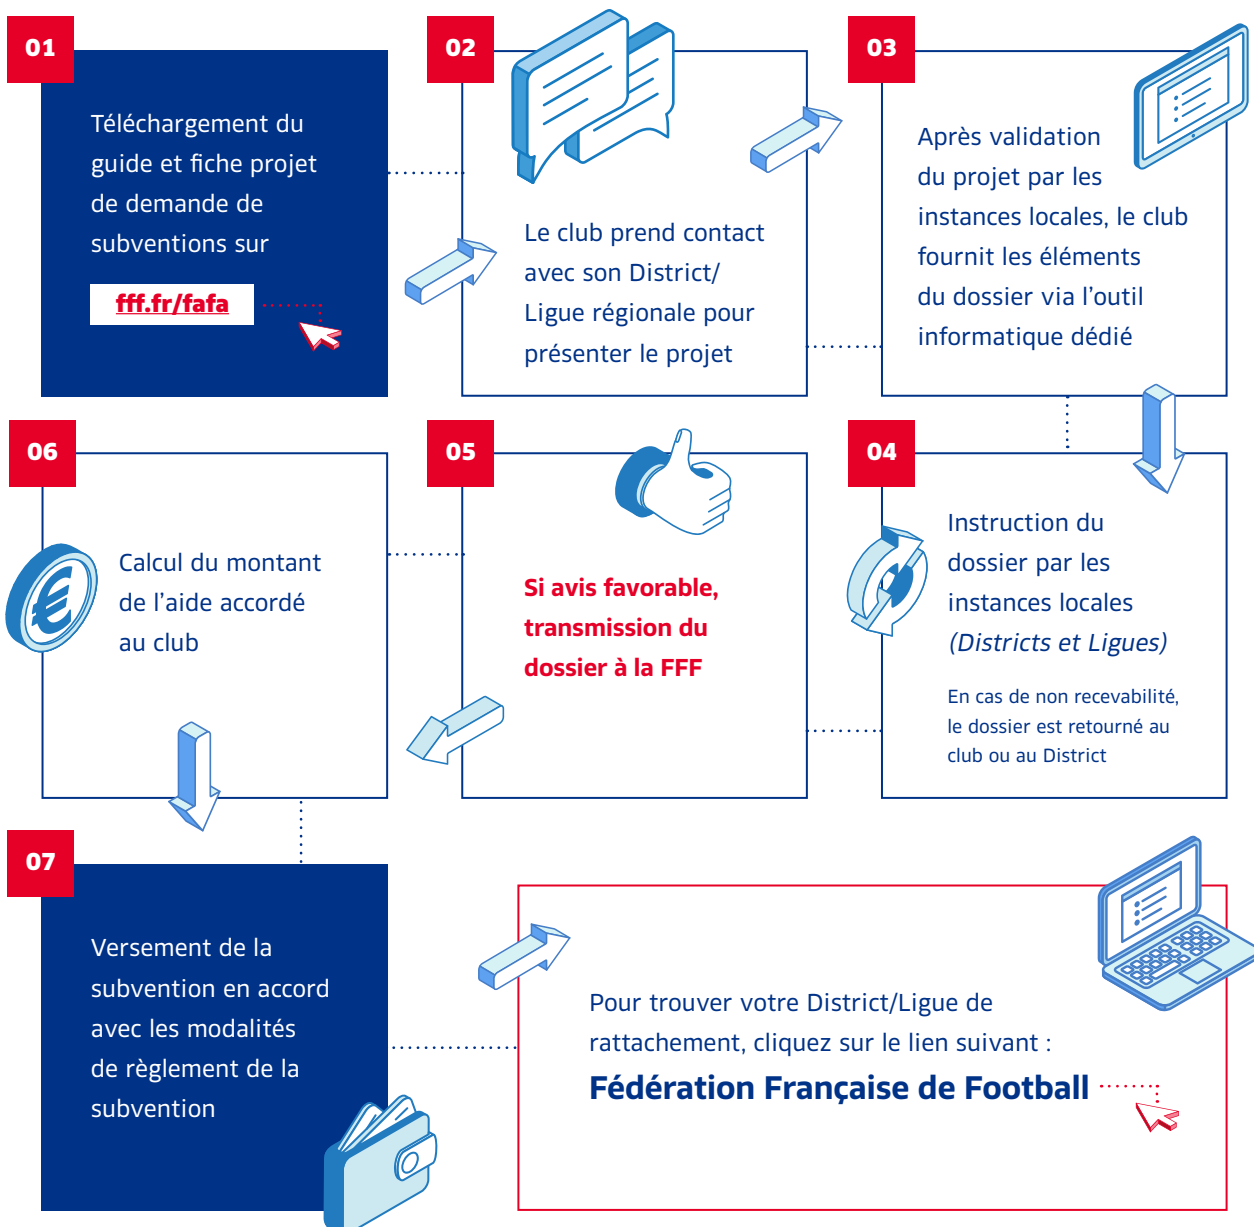 01
Téléchargement du
guide et fiche projet
de demande de
subventions sur
fff.fr/fafa
02
Le club prend contact
avec son District/
Ligue régionale pour
présenter le projet
03
Après validation
du projet par les
instances locales, le club
fournit les éléments
du dossier via l’outil
informatique dédié
04
Instruction du
dossier par les
instances locales
(Districts et Ligues)
En cas de non recevabilité,
le dossier est retourné au
club ou au District
05
Si avis favorable,
transmission du
dossier à la FFF
06
Calcul du montant
de l’aide accordé
au club
07
Versement de la
subvention en accord
avec les modalités
de règlement de la
subvention
Pour trouver votre District/Ligue de
rattachement, cliquez sur le lien suivant :
Fédération Française de Football